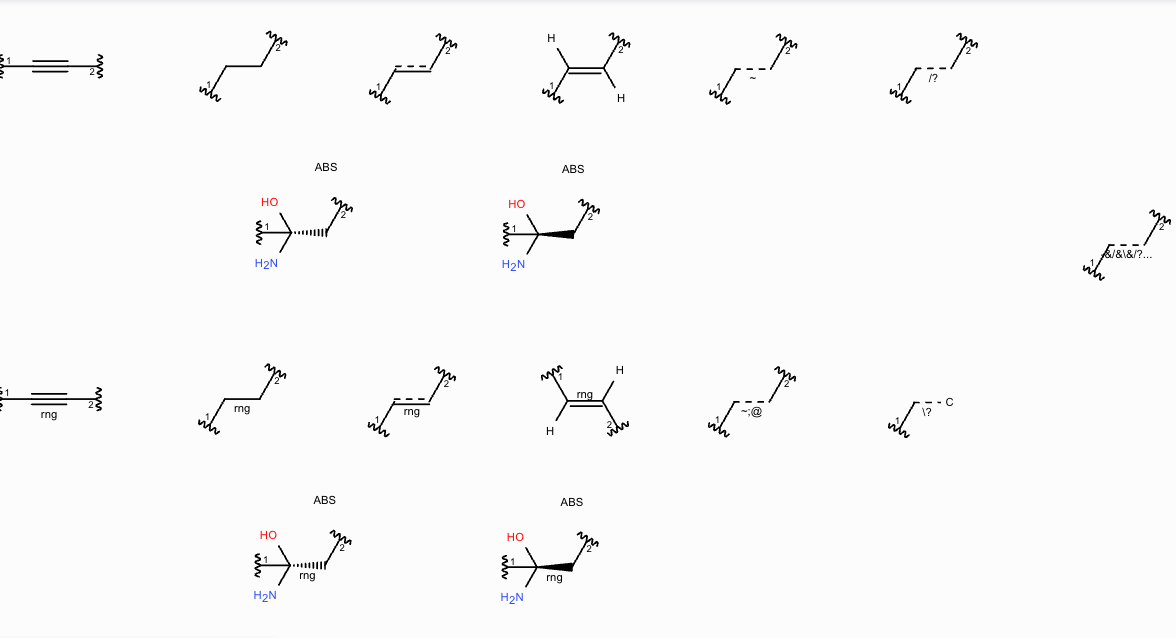 1 2
1 2
1 2
H 1 2 H
1 2 ~
1 2 /?
ABS
HO 1 2 H2N
ABS
HO 1 2 H2N
1 2 -&/&\&/?...
1 2 rng
1 2 rng
1 2 rng
1 H rng H 2
1 2 ~;@
1 C \?
ABS
HO 1 2 rng H2N
ABS
HO 1 2 rng H2N